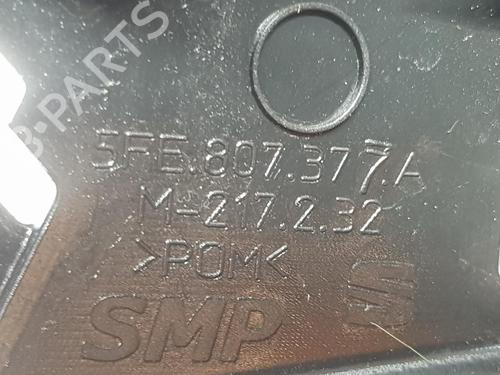 B-PARTS
5FE.807.377.A
M-217.2.32
>POM<
SMP